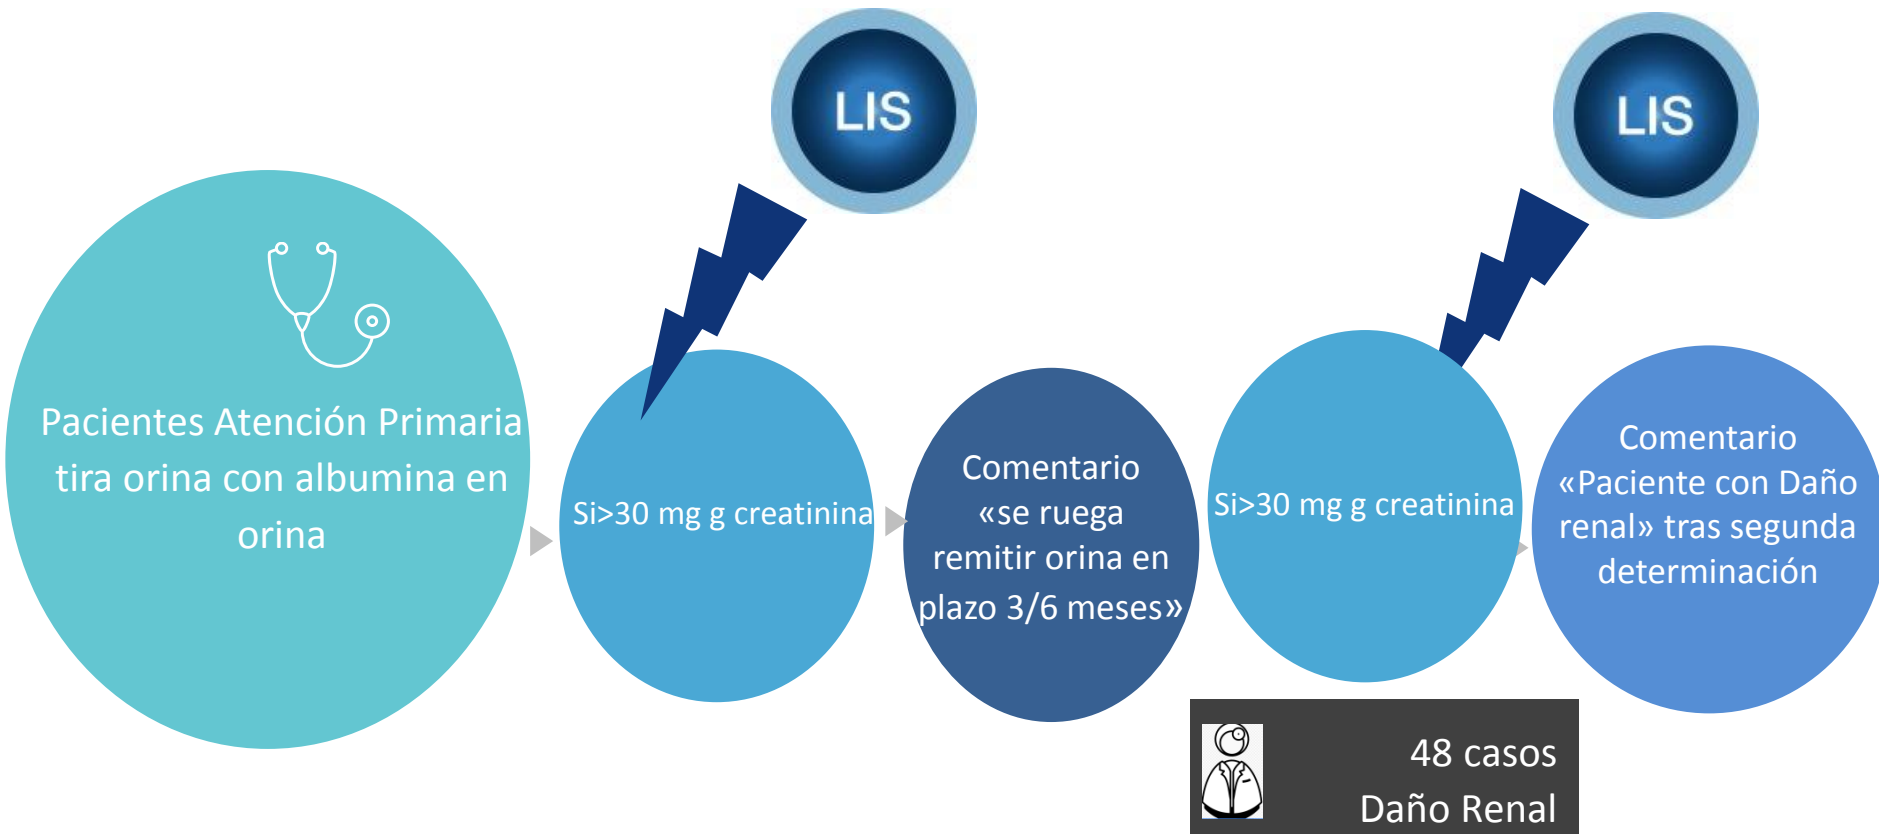 LIS
LIS
Pacientes Atención Primaria
tira orina con albumina en
orina
Si>30 mg g creatinina
Comentario
«se ruega
remitir orina en
plazo 3/6 meses»
Si>30 mg g creatinina
Comentario
«Paciente con Daño
renal» tras segunda
determinación
48 casos
Daño Renal